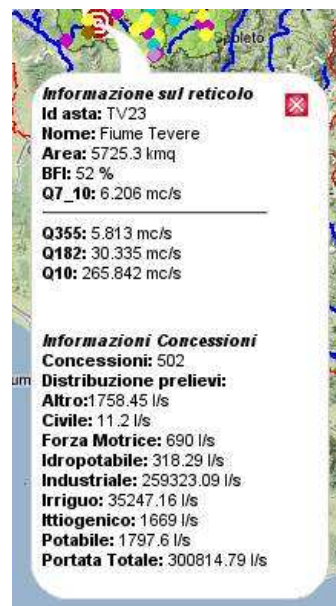 Spoleto
Informazione sul reticolo
Id asta: TV23
Nome: Fiume Tevere
Area: 5725.3 kmq
BFI: 52 %
Q7_10: 6.206 mc/s
Q355: 5.813 mc/s
Q182: 30.335 mc/s
Q10: 265.842 mc/s
Informazioni Concessioni
Concessioni: 502
um
Distribuzione prelievi:
Altro:1758.45 l/s
Civile: 11.2 l/s
Forza Motrice: 690 l/s
Idropotabile: 318.29 l/s
Industriale: 259323.09 l/s
Irriguo: 35247.16 l/s
Ittiogenico: 1669 l/s
Potabile: 1797.6 l/s
Portata Totale: 300814.79 l/s